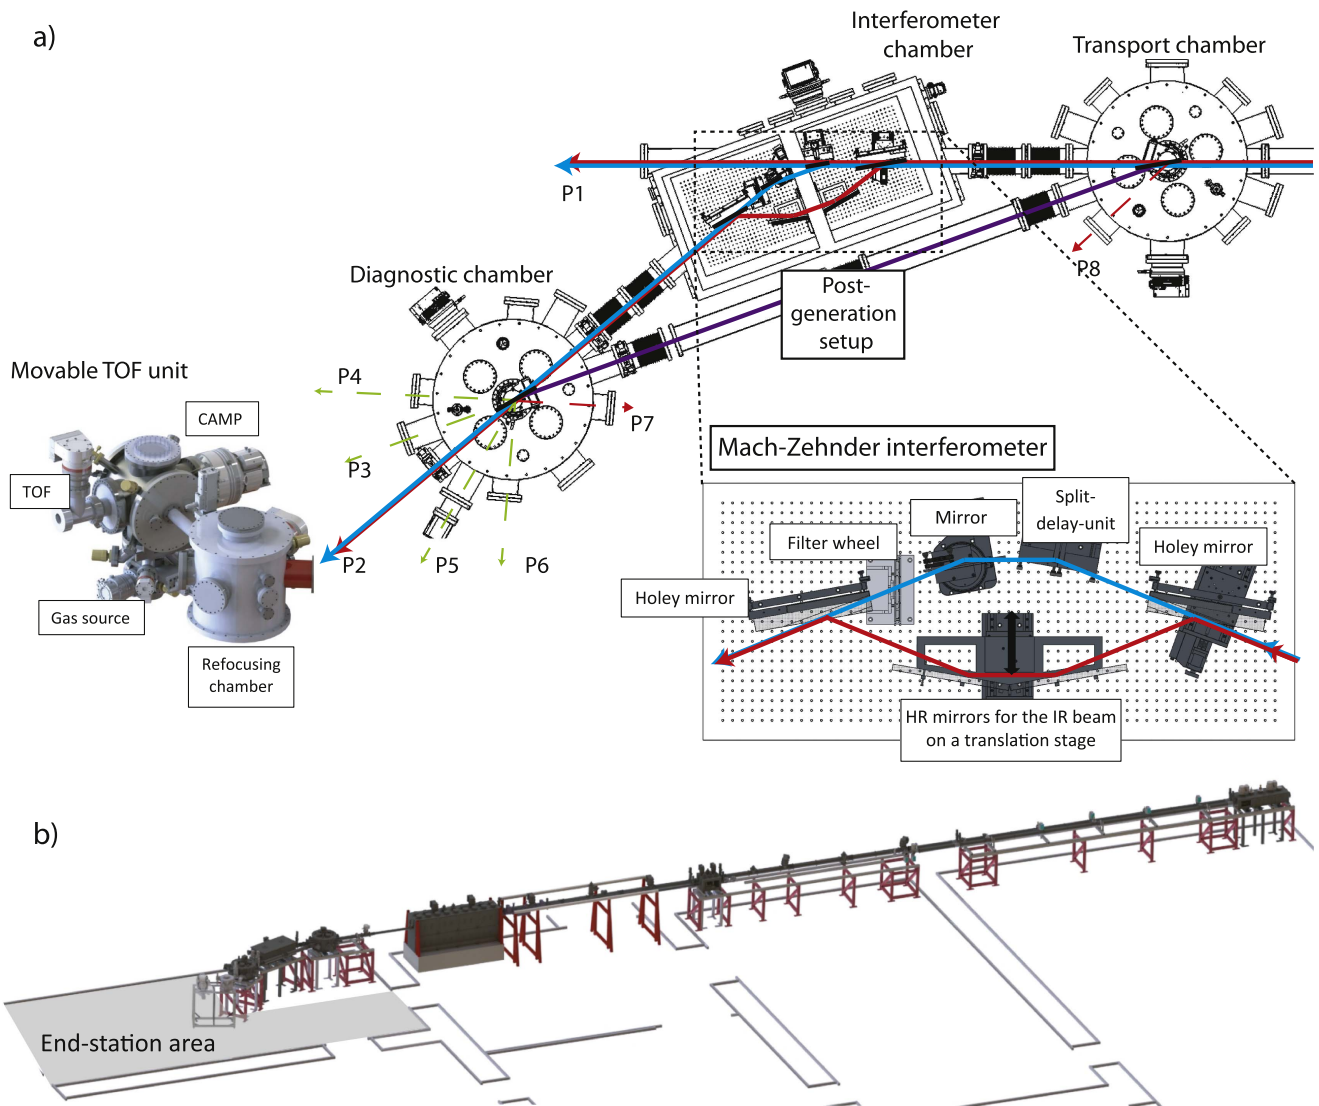 a)
Interferometer
chamber
Transport chamber
P1
P8
Diagnostic chamber
Post-
generation
setup
Movable TOF unit
P4
CAMP
P7
P3
TOF
P2
P5
P6
Gas source
Refocusing
chamber
Mach-Zehnder interferometer
Mirror
Split-
delay-unit
Filter wheel
Holey mirror
Holey mirror
HR mirrors for the IR beam
on a translation stage
b)
End-station area